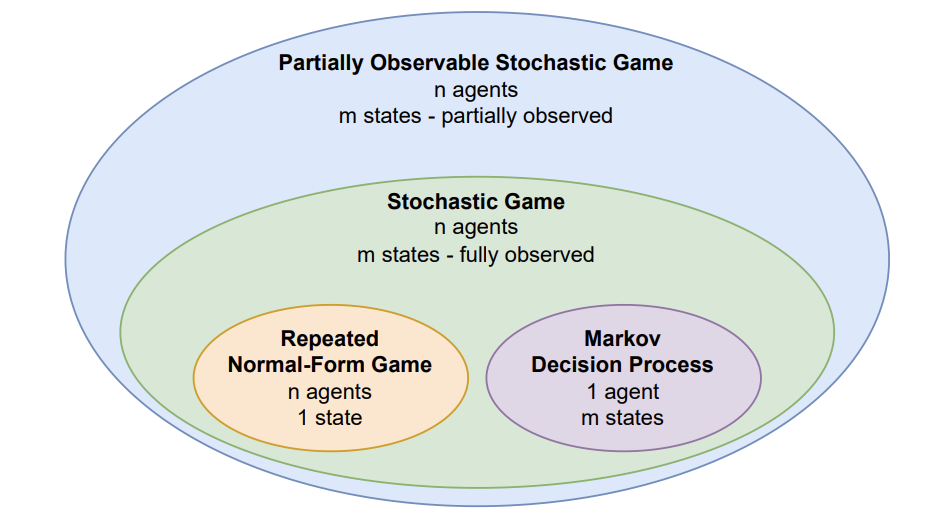 Partially Observable Stochastic Game
n agents
m states - partially observed
Stochastic Game
n agents
m states - fully observed
Repeated
Normal-Form Game
n agents
1 state
Markov
Decision Process
1 agent
m states